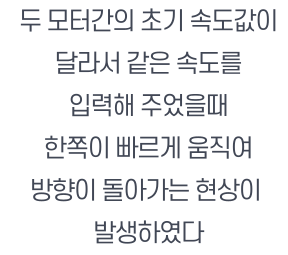 두 모터간의 초기 속도값이
달라서 같은 속도를
입력해 주었을때
한쪽이 빠르게 움직여
방향이 돌아가는 현상이
발생하였다